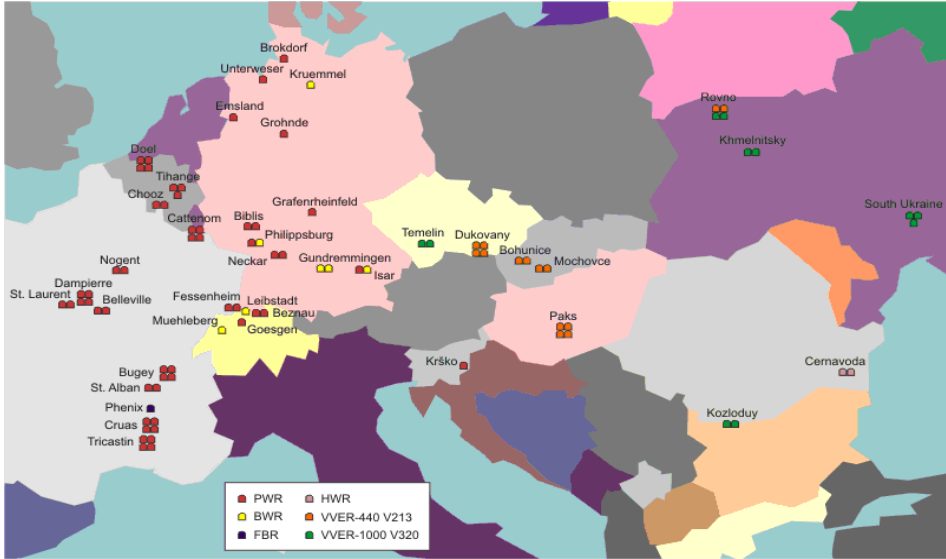 Brokdorf
Unterweser
Kruemmel
Emsland
Grohnde
Rovno
Khmelnitsky
Doel
Tihange
Chooz
Cattenom
Grafenrheinfeld
Biblis
Philippsburg
Neckar
Gundremmingen
Isar
Temelin
Dukovany
Bohunice
Mochovce
South Ukraine
Nogent
Dampierre
St. Laurent
Belleville
Fessenheim
Leibstadt
Beznau
Muehleberg
Goesgen
Paks
Krško
Cernavoda
Kozloduy
Bugey
St. Alban
Phenix
Cruas
Tricastin
PWR
HWR
BWR
VVER-440 V213
FBR
VVER-1000 V320